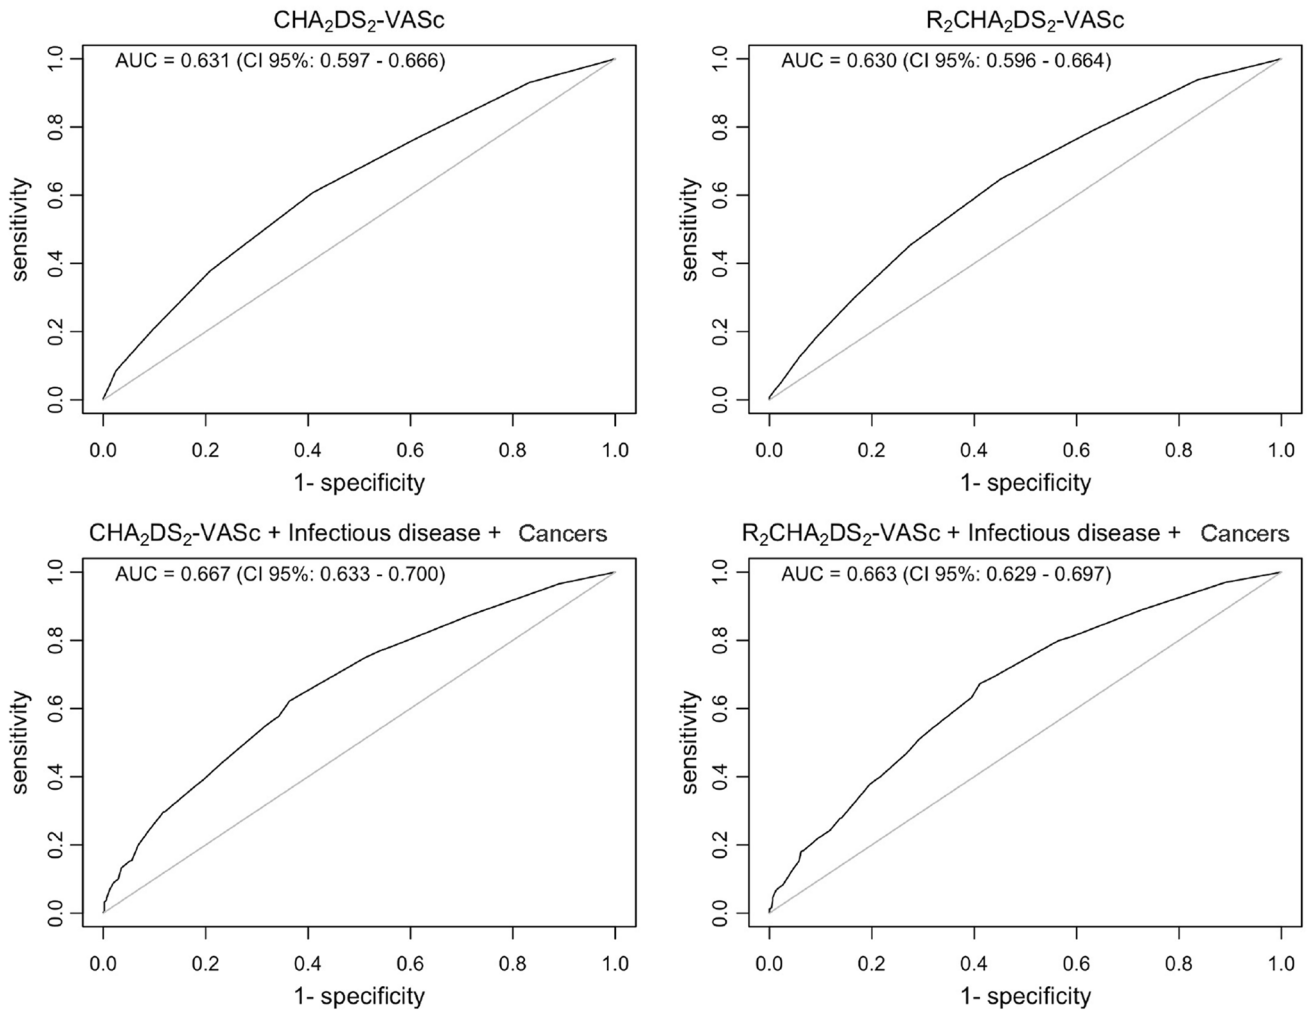 CHA₂DS₂-VASc
AUC = 0.631 (CI 95%: 0.597 - 0.666)
sensitivity
0.0 0.2 0.4 0.6 0.8 1.0
0.0 0.2 0.4 0.6 0.8 1.0
1- specificity
R₂CHA₂DS₂-VASc
AUC = 0.630 (CI 95%: 0.596 - 0.664)
sensitivity
0.0 0.2 0.4 0.6 0.8 1.0
0.0 0.2 0.4 0.6 0.8 1.0
1- specificity
CHA₂DS₂-VASc + Infectious disease + Cancers
AUC = 0.667 (CI 95%: 0.633 - 0.700)
sensitivity
0.0 0.2 0.4 0.6 0.8 1.0
0.0 0.2 0.4 0.6 0.8 1.0
1- specificity
R₂CHA₂DS₂-VASc + Infectious disease + Cancers
AUC = 0.663 (CI 95%: 0.629 - 0.697)
sensitivity
0.0 0.2 0.4 0.6 0.8 1.0
0.0 0.2 0.4 0.6 0.8 1.0
1- specificity